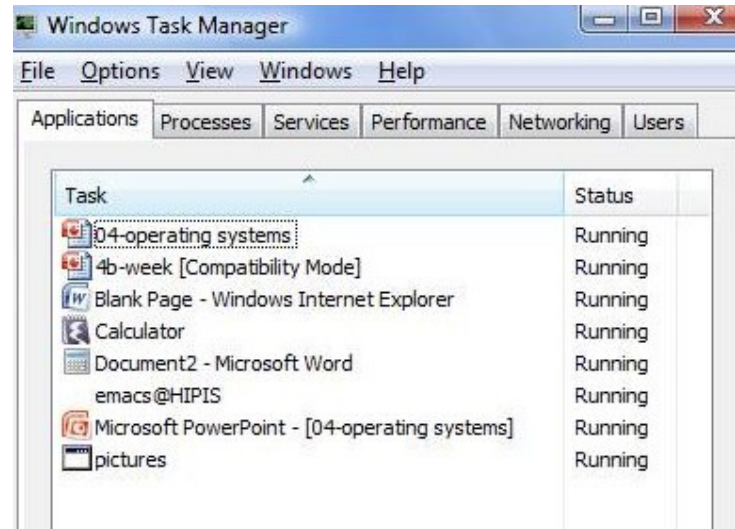 Windows Task Manager
File Options View Windows Help
Applications Processes Services Performance Networking Users
Task Status
04-operating systems Running
4b-week [Compatibility Mode] Running
Blank Page - Windows Internet Explorer Running
Calculator Running
Document2 - Microsoft Word Running
emacs@HIPIS Running
Microsoft PowerPoint - [04-operating systems] Running
pictures Running